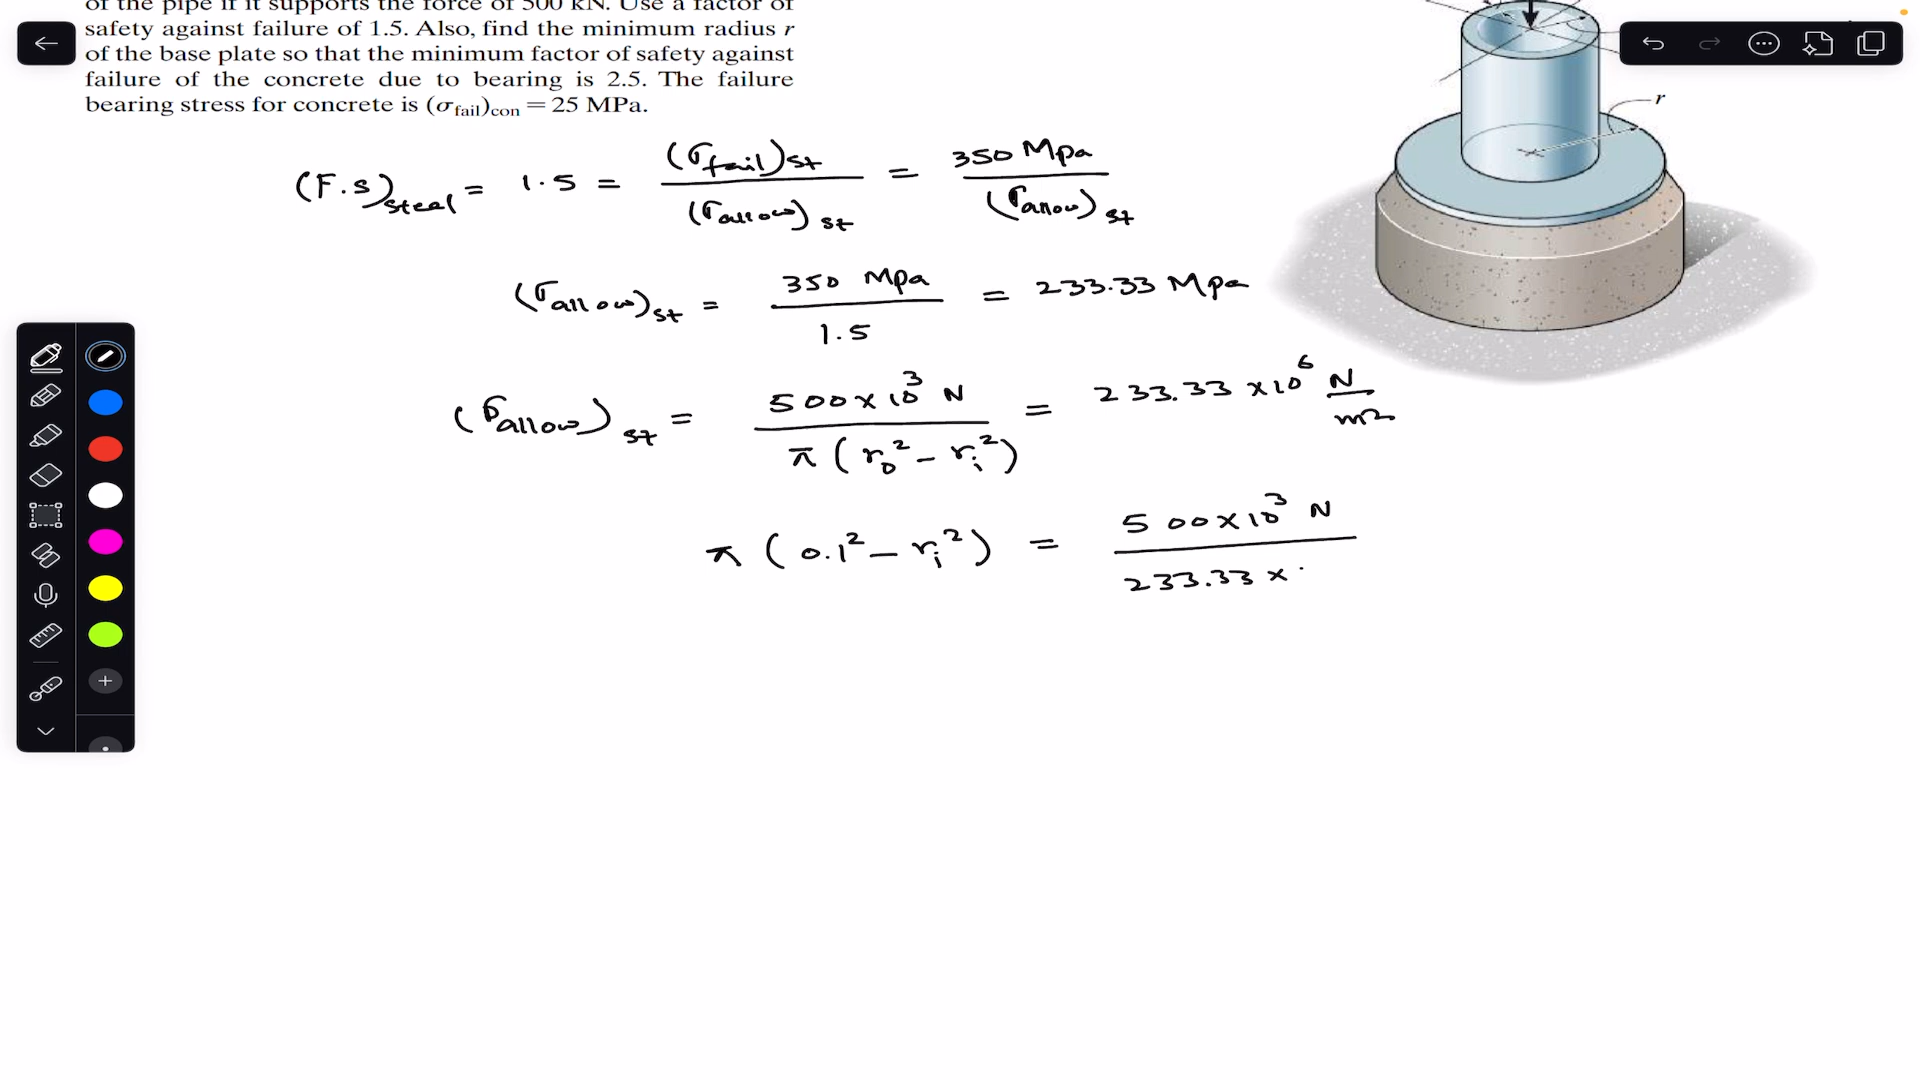 of the pipe if it supports the force of 500 kN. Use a factor of
safety against failure of 1.5. Also, find the minimum radius r
of the base plate so that the minimum factor of safety against
failure of the concrete due to bearing is 2.5. The failure
bearing stress for concrete is (σfail)con = 25 MPa.
r
(F.S)steel = 1.5 = (σfail)st / (σallow)st = 350 Mpa / (σallow)st
(σallow)st = 350 Mpa / 1.5 = 233.33 Mpa
(σallow)st = 500×10³ N / π(ro² − ri²) = 233.33 ×10⁶ N/m²
π(0.1² − ri²) = 500×10³ N / 233.33 ×